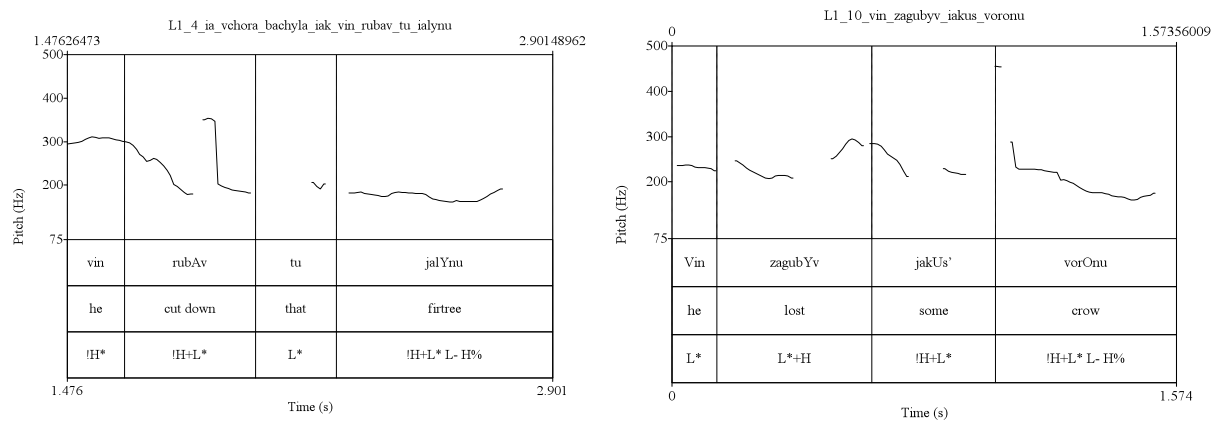 L1_4_ia_vchora_bachyla_iak_vin_rubav_tu_ialynu
1.47626473 2.90148962
500
400
300
200
75
Pitch (Hz)
vin rubAv tu jalYnu
he cut down that firtree
!H* !H+L* L* !H+L* L- H%
1.476 2.901
Time (s)
L1_10_vin_zagubyv_iakus_voronu
0 1.57356009
500
400
300
200
75
Pitch (Hz)
Vin zagubYv jakUs' vorOnu
he lost some crow
L* L*+H !H+L* !H+L* L- H%
0 1.574
Time (s)